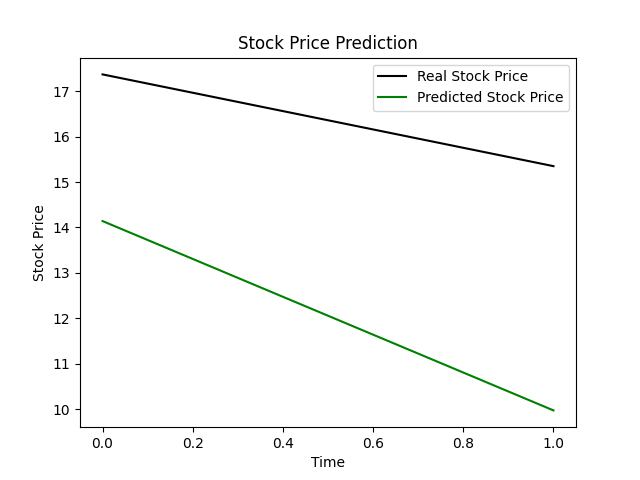 Stock Price Prediction
Real Stock Price
Predicted Stock Price
Stock Price
17
16
15
14
13
12
11
10
0.0 0.2 0.4 0.6 0.8 1.0
Time